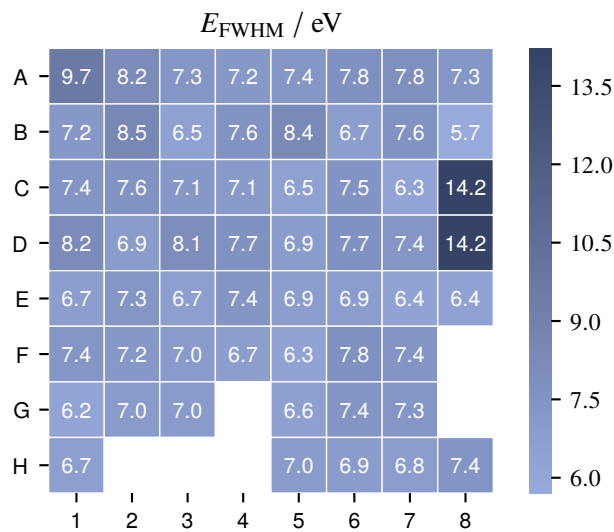 E_FWHM / eV
A 9.7 8.2 7.3 7.2 7.4 7.8 7.8 7.3
B 7.2 8.5 6.5 7.6 8.4 6.7 7.6 5.7
C 7.4 7.6 7.1 7.1 6.5 7.5 6.3 14.2
D 8.2 6.9 8.1 7.7 6.9 7.7 7.4 14.2
E 6.7 7.3 6.7 7.4 6.9 6.9 6.4 6.4
F 7.4 7.2 7.0 6.7 6.3 7.8 7.4
G 6.2 7.0 7.0 6.6 7.4 7.3
H 6.7 7.0 6.9 6.8 7.4
1 2 3 4 5 6 7 8
13.5
12.0
10.5
9.0
7.5
6.0